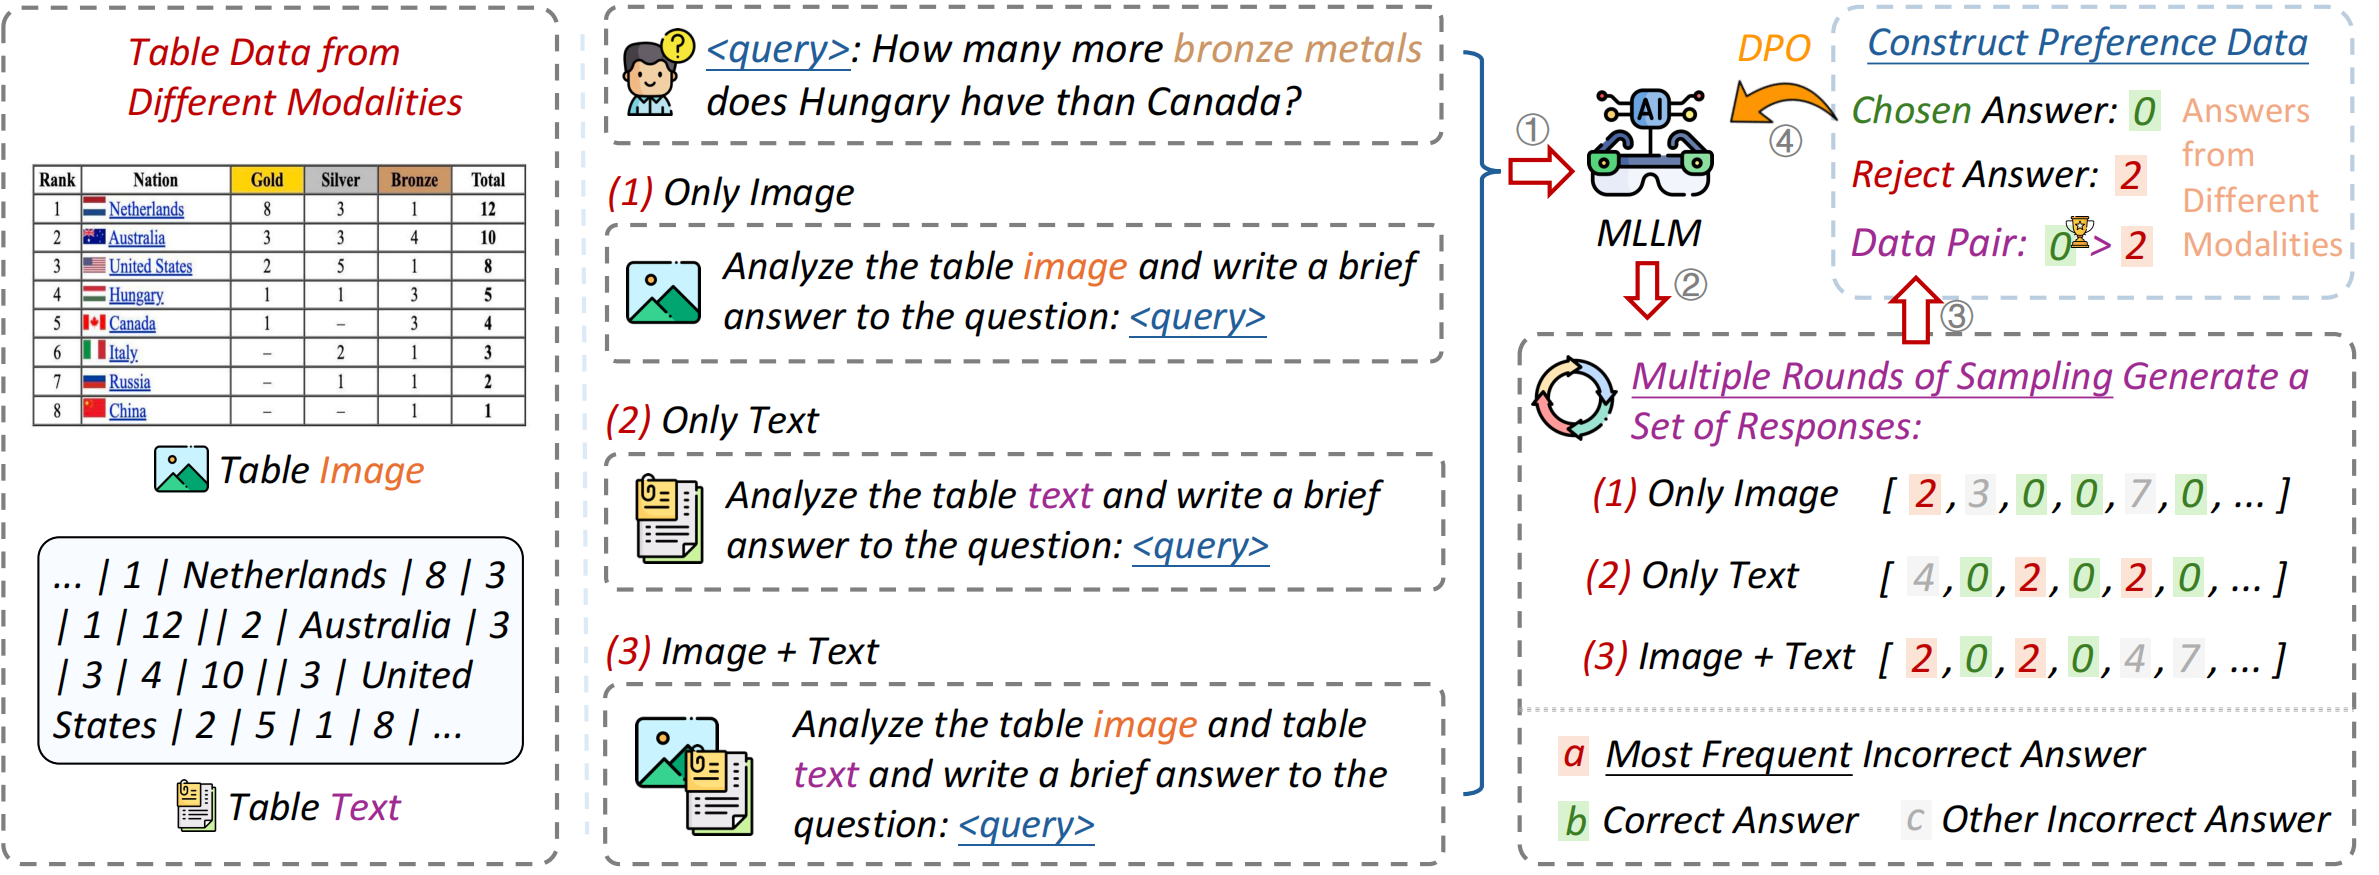 Table Data from
Different Modalities
Rank Nation Gold Silver Bronze Total
1 Netherlands 8 3 1 12
2 Australia 3 3 4 10
3 United States 2 5 1 8
4 Hungary 1 1 3 5
5 Canada 1 – 3 4
6 Italy – 2 1 3
7 Russia – 1 1 2
8 China – – 1 1
Table Image
... | 1 | Netherlands | 8 | 3
| 1 | 12 || 2 | Australia | 3
| 3 | 4 | 10 || 3 | United
States | 2 | 5 | 1 | 8 | ...
Table Text
<query>: How many more bronze metals
does Hungary have than Canada?
(1) Only Image
Analyze the table image and write a brief
answer to the question: <query>
(2) Only Text
Analyze the table text and write a brief
answer to the question: <query>
(3) Image + Text
Analyze the table image and table
text and write a brief answer to the
question: <query>
①
AI
MLLM
②
DPO
④
Construct Preference Data
Chosen Answer: 0
Reject Answer: 2
Data Pair: 0 > 2
Answers
from
Different
Modalities
③
Multiple Rounds of Sampling Generate a
Set of Responses:
(1) Only Image [ 2 , 3 , 0 , 0 , 7 , 0 , ... ]
(2) Only Text [ 4 , 0 , 2 , 0 , 2 , 0 , ... ]
(3) Image + Text [ 2 , 0 , 2 , 0 , 4 , 7 , ... ]
a Most Frequent Incorrect Answer
b Correct Answer c Other Incorrect Answer